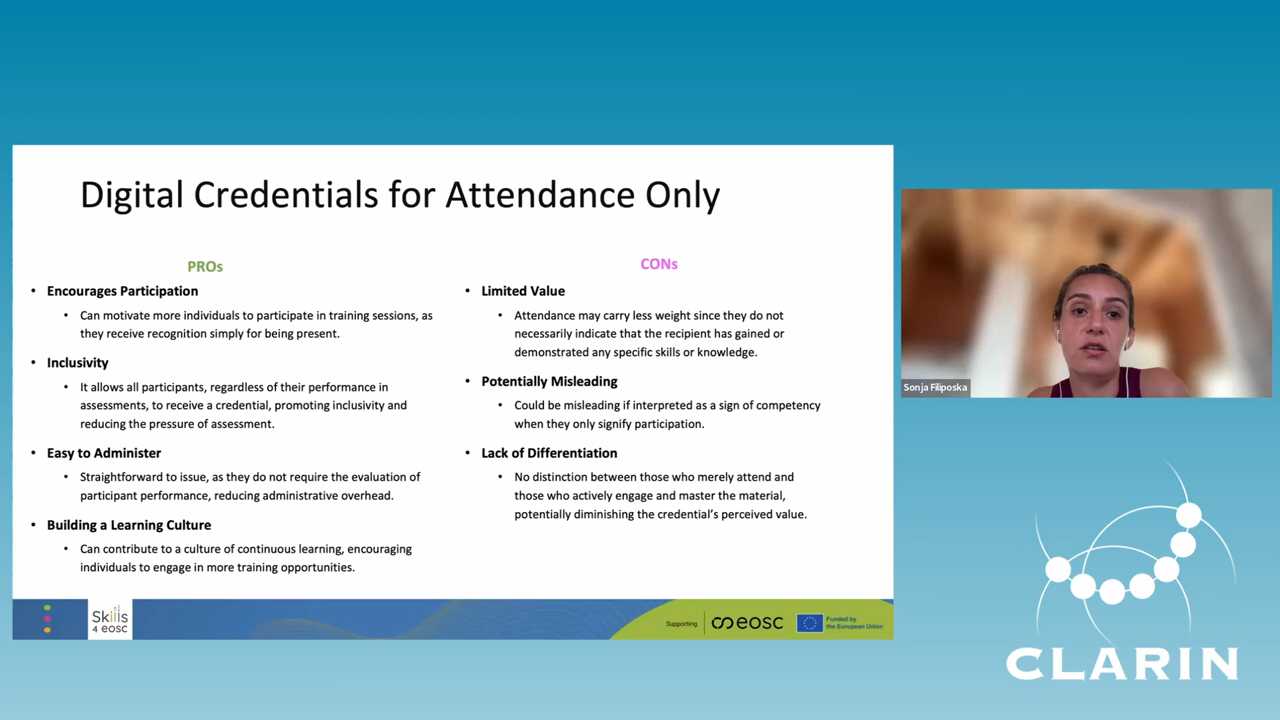 Digital Credentials for Attendance Only
PROs
• Encourages Participation
• Can motivate more individuals to participate in training sessions, as
they receive recognition simply for being present.
• Inclusivity
• It allows all participants, regardless of their performance in
assessments, to receive a credential, promoting inclusivity and
reducing the pressure of assessment.
• Easy to Administer
• Straightforward to issue, as they do not require the evaluation of
participant performance, reducing administrative overhead.
• Building a Learning Culture
• Can contribute to a culture of continuous learning, encouraging
individuals to engage in more training opportunities.
CONs
• Limited Value
• Attendance may carry less weight since they do not
necessarily indicate that the recipient has gained or
demonstrated any specific skills or knowledge.
• Potentially Misleading
• Could be misleading if interpreted as a sign of competency
when they only signify participation.
• Lack of Differentiation
• No distinction between those who merely attend and
those who actively engage and master the material,
potentially diminishing the credential's perceived value.
Skills
4 eosc
Supporting
eosc
Funded by
the European Union
Sonja Filiposka
CLARIN